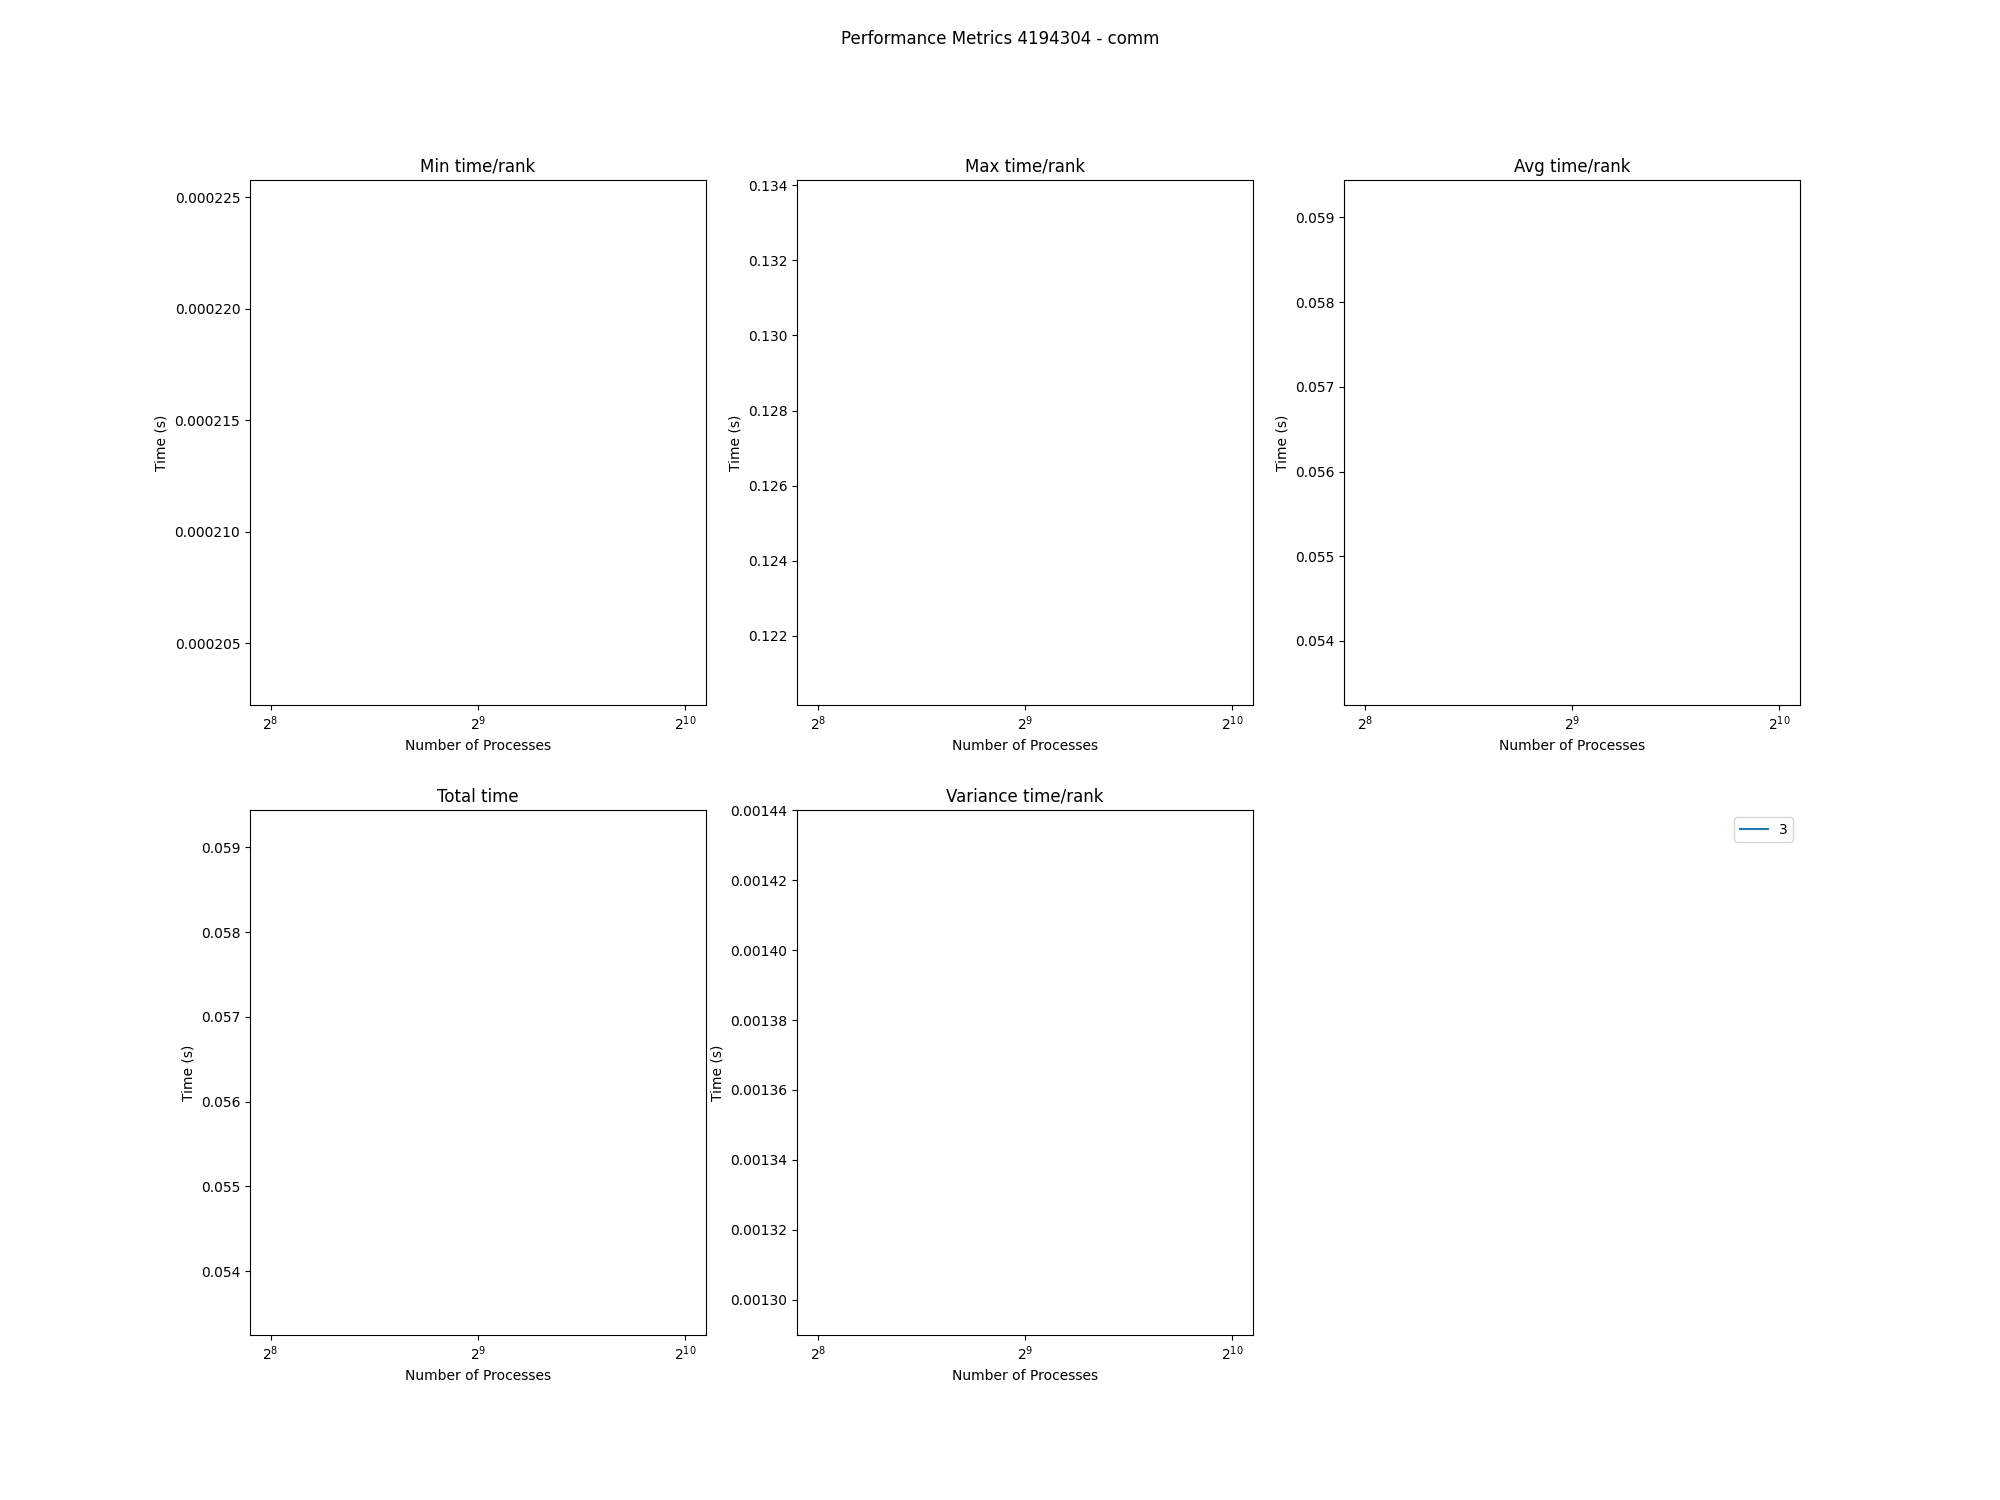 Performance Metrics 4194304 - comm
Min time/rank
0.000225
0.000220
0.000215
0.000210
0.000205
Time (s)
2^8 2^9 2^10
Number of Processes
Max time/rank
0.134
0.132
0.130
0.128
0.126
0.124
0.122
Time (s)
2^8 2^9 2^10
Number of Processes
Avg time/rank
0.059
0.058
0.057
0.056
0.055
0.054
Time (s)
2^8 2^9 2^10
Number of Processes
Total time
0.059
0.058
0.057
0.056
0.055
0.054
Time (s)
2^8 2^9 2^10
Number of Processes
Variance time/rank
0.00144
0.00142
0.00140
0.00138
0.00136
0.00134
0.00132
0.00130
Time (s)
2^8 2^9 2^10
Number of Processes
3